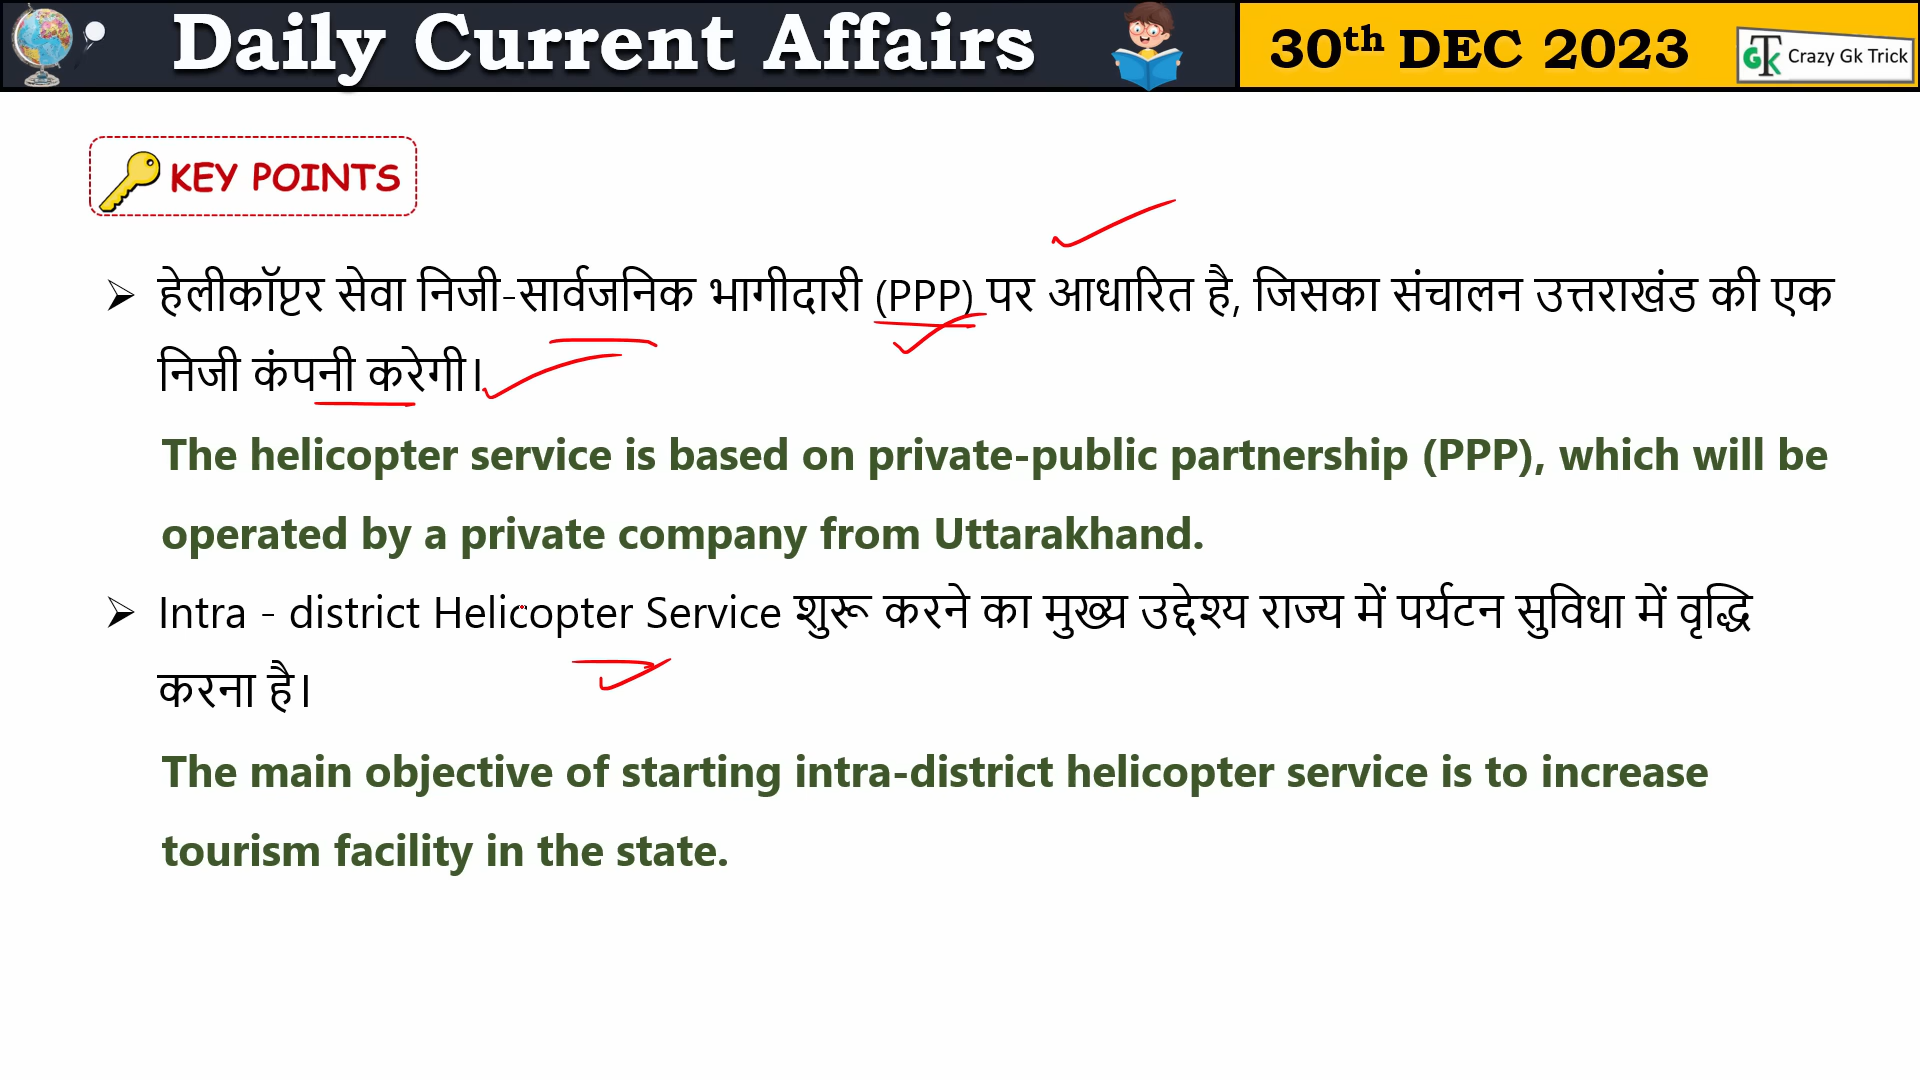 Daily Current Affairs
30th DEC 2023
GTK Crazy Gk Trick
KEY POINTS
➢ हेलीकॉप्टर सेवा निजी-सार्वजनिक भागीदारी (PPP) पर आधारित है, जिसका संचालन उत्तराखंड की एक
निजी कंपनी करेगी।
The helicopter service is based on private-public partnership (PPP), which will be
operated by a private company from Uttarakhand.
➢ Intra - district Helicopter Service शुरू करने का मुख्य उद्देश्य राज्य में पर्यटन सुविधा में वृद्धि
करना है।
The main objective of starting intra-district helicopter service is to increase
tourism facility in the state.